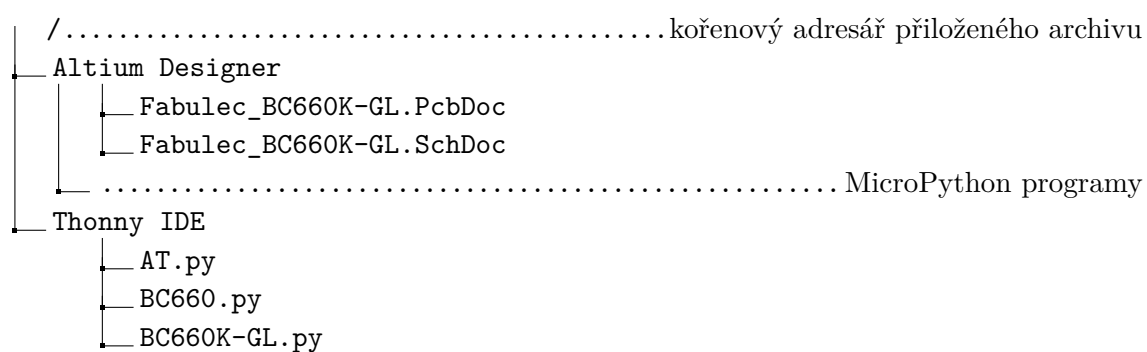 /.............................................kořenový adresář přiloženého archivu
Altium Designer
Fabulec_BC660K-GL.PcbDoc
Fabulec_BC660K-GL.SchDoc
.......................................................MicroPython programy
Thonny IDE
AT.py
BC660.py
BC660K-GL.py